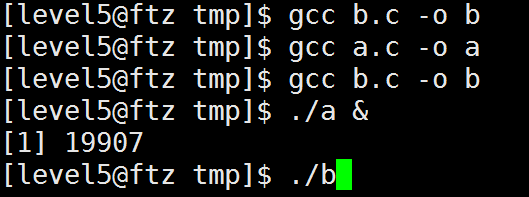 [level5@ftz tmp]$ gcc b.c -o b
[level5@ftz tmp]$ gcc a.c -o a
[level5@ftz tmp]$ gcc b.c -o b
[level5@ftz tmp]$ ./a &
[1] 19907
[level5@ftz tmp]$ ./b